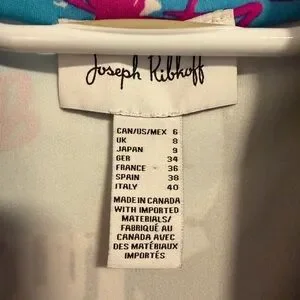 Joseph Ribkoff
CAN/US/MEX 6
UK 8
JAPAN 9
GER 34
FRANCE 36
SPAIN 38
ITALY 40
MADE IN CANADA
WITH IMPORTED
MATERIALS/
FABRIQUÉ AU
CANADA AVEC
DES MATÉRIAUX
IMPORTÉS